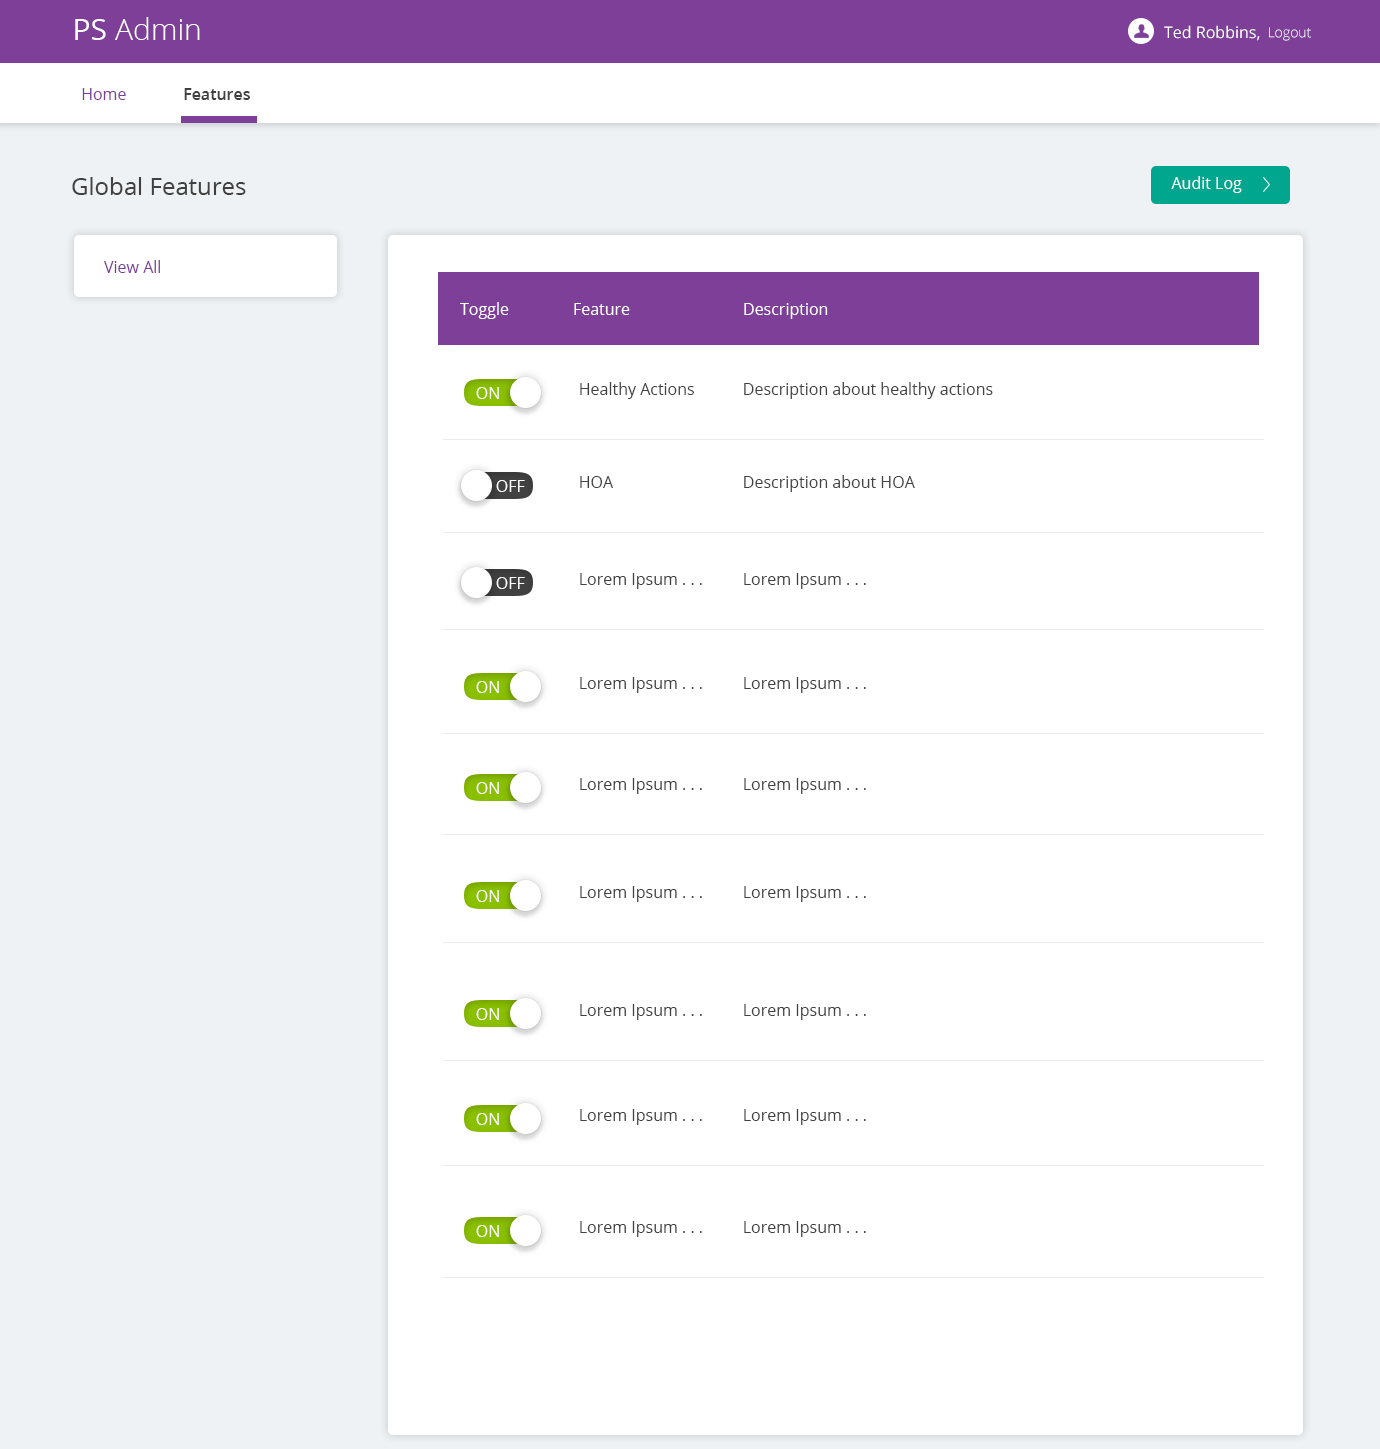 PS Admin
Ted Robbins, Logout
Home Features
Global Features
Audit Log
View All
Toggle Feature Description
ON Healthy Actions Description about healthy actions
OFF HOA Description about HOA
OFF Lorem Ipsum . . . Lorem Ipsum . . .
ON Lorem Ipsum . . . Lorem Ipsum . . .
ON Lorem Ipsum . . . Lorem Ipsum . . .
ON Lorem Ipsum . . . Lorem Ipsum . . .
ON Lorem Ipsum . . . Lorem Ipsum . . .
ON Lorem Ipsum . . . Lorem Ipsum . . .
ON Lorem Ipsum . . . Lorem Ipsum . . .